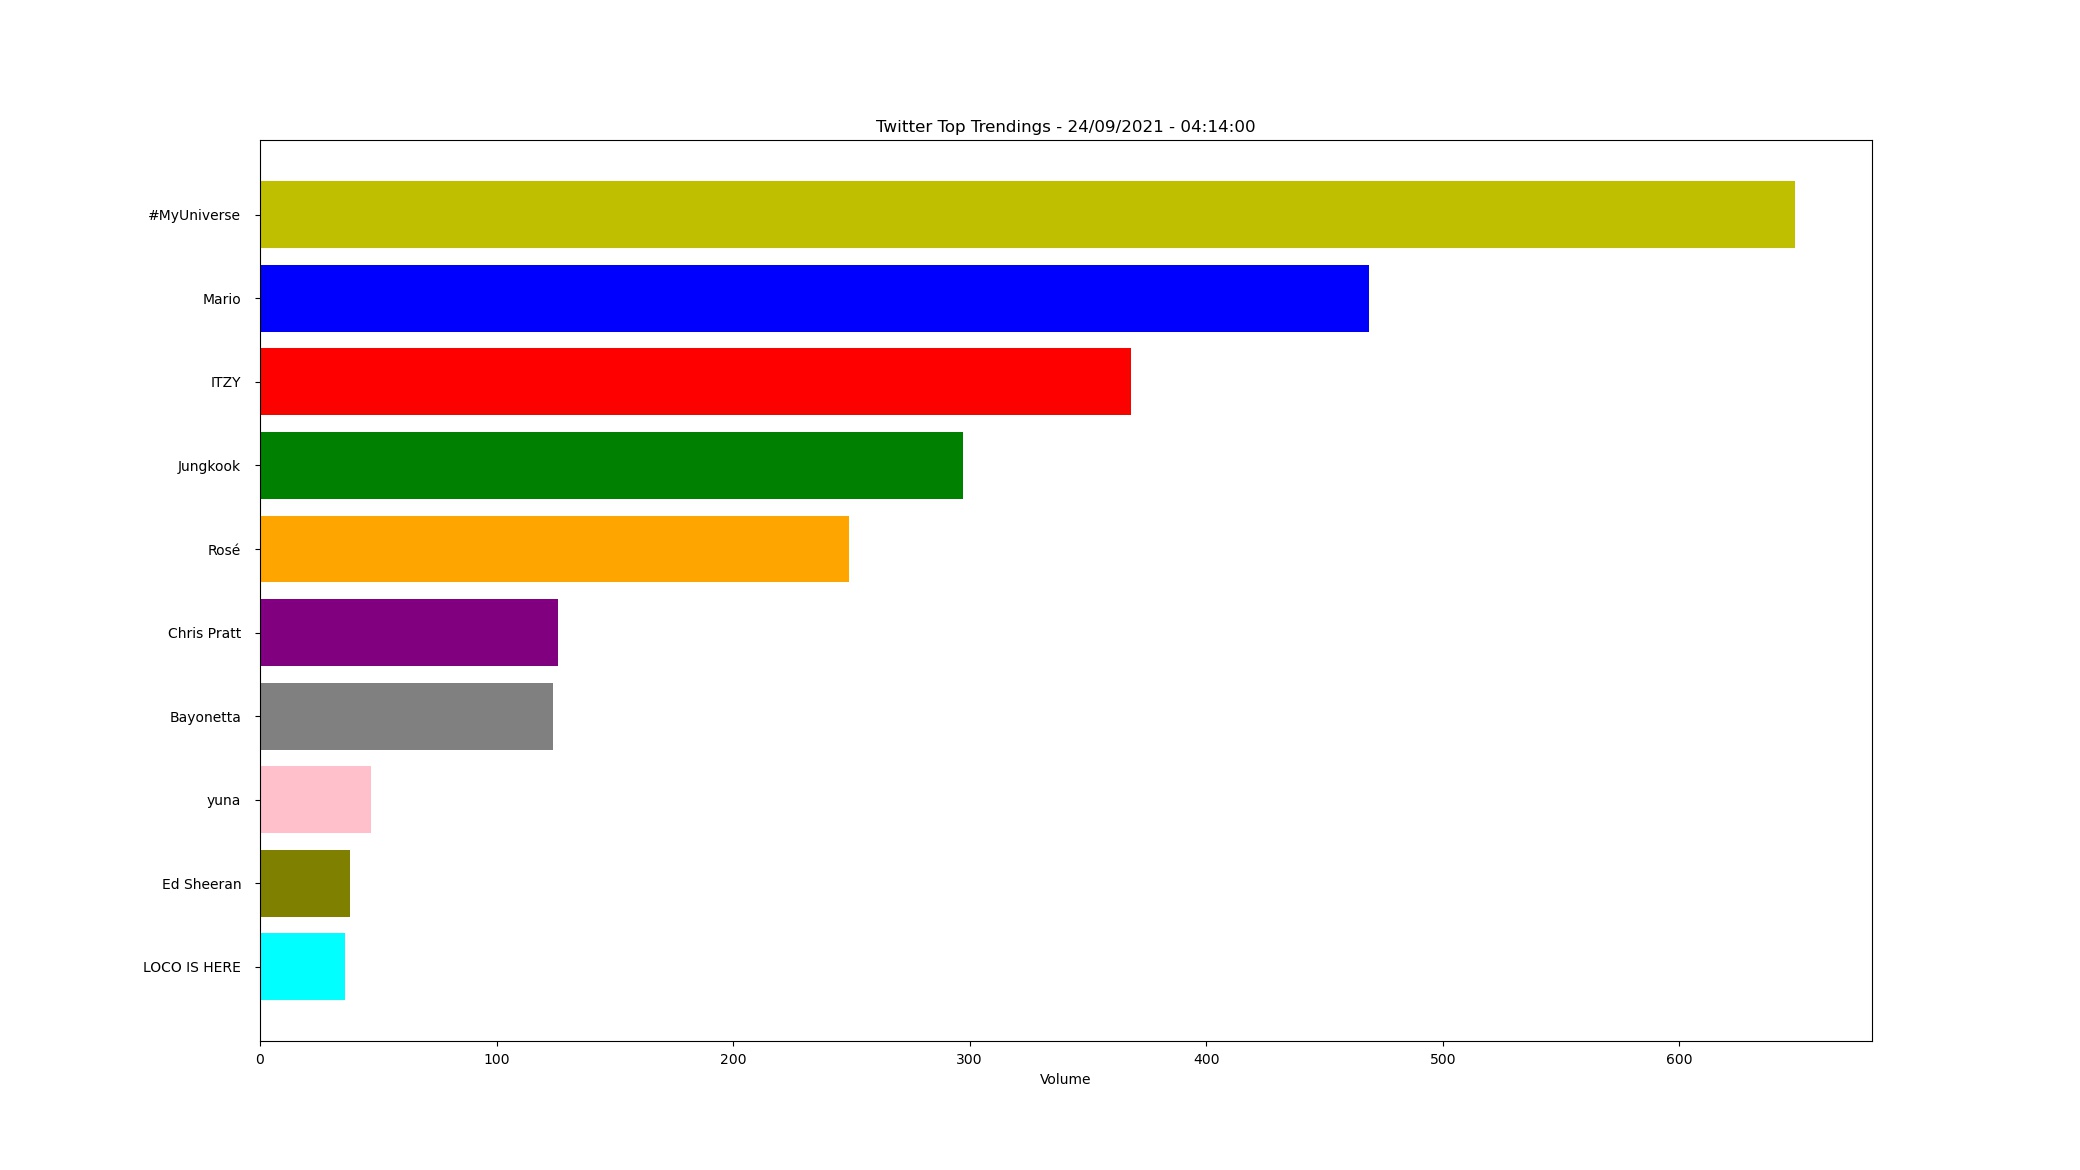 Twitter Top Trendings - 24/09/2021 - 04:14:00
#MyUniverse
Mario
ITZY
Jungkook
Rosé
Chris Pratt
Bayonetta
yuna
Ed Sheeran
LOCO IS HERE
0 100 200 300 400 500 600
Volume